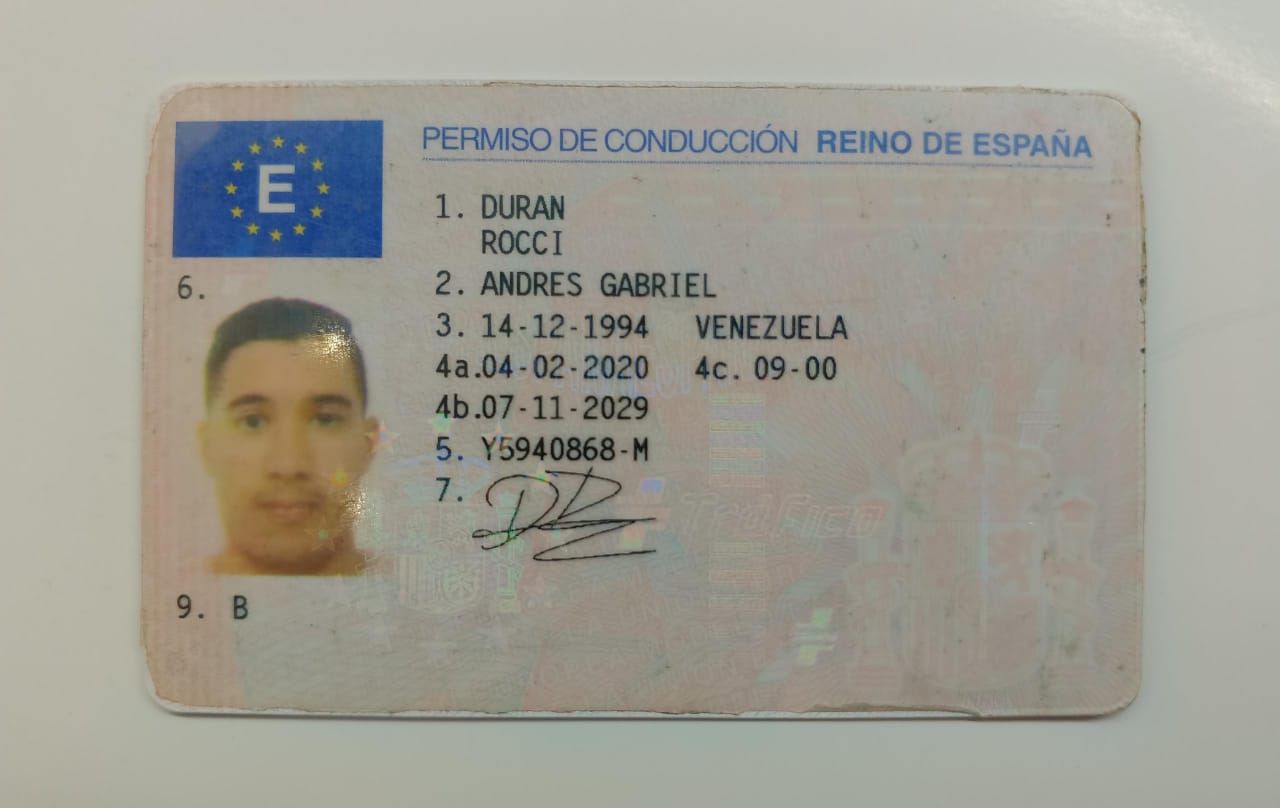 E
PERMISO DE CONDUCCIÓN REINO DE ESPAÑA
1. DURAN
ROCCI
2. ANDRES GABRIEL
3. 14-12-1994 VENEZUELA
4a.04-02-2020 4c. 09-00
4b.07-11-2029
5. Y5940868-M
6.
7.
Tráfico
9. B